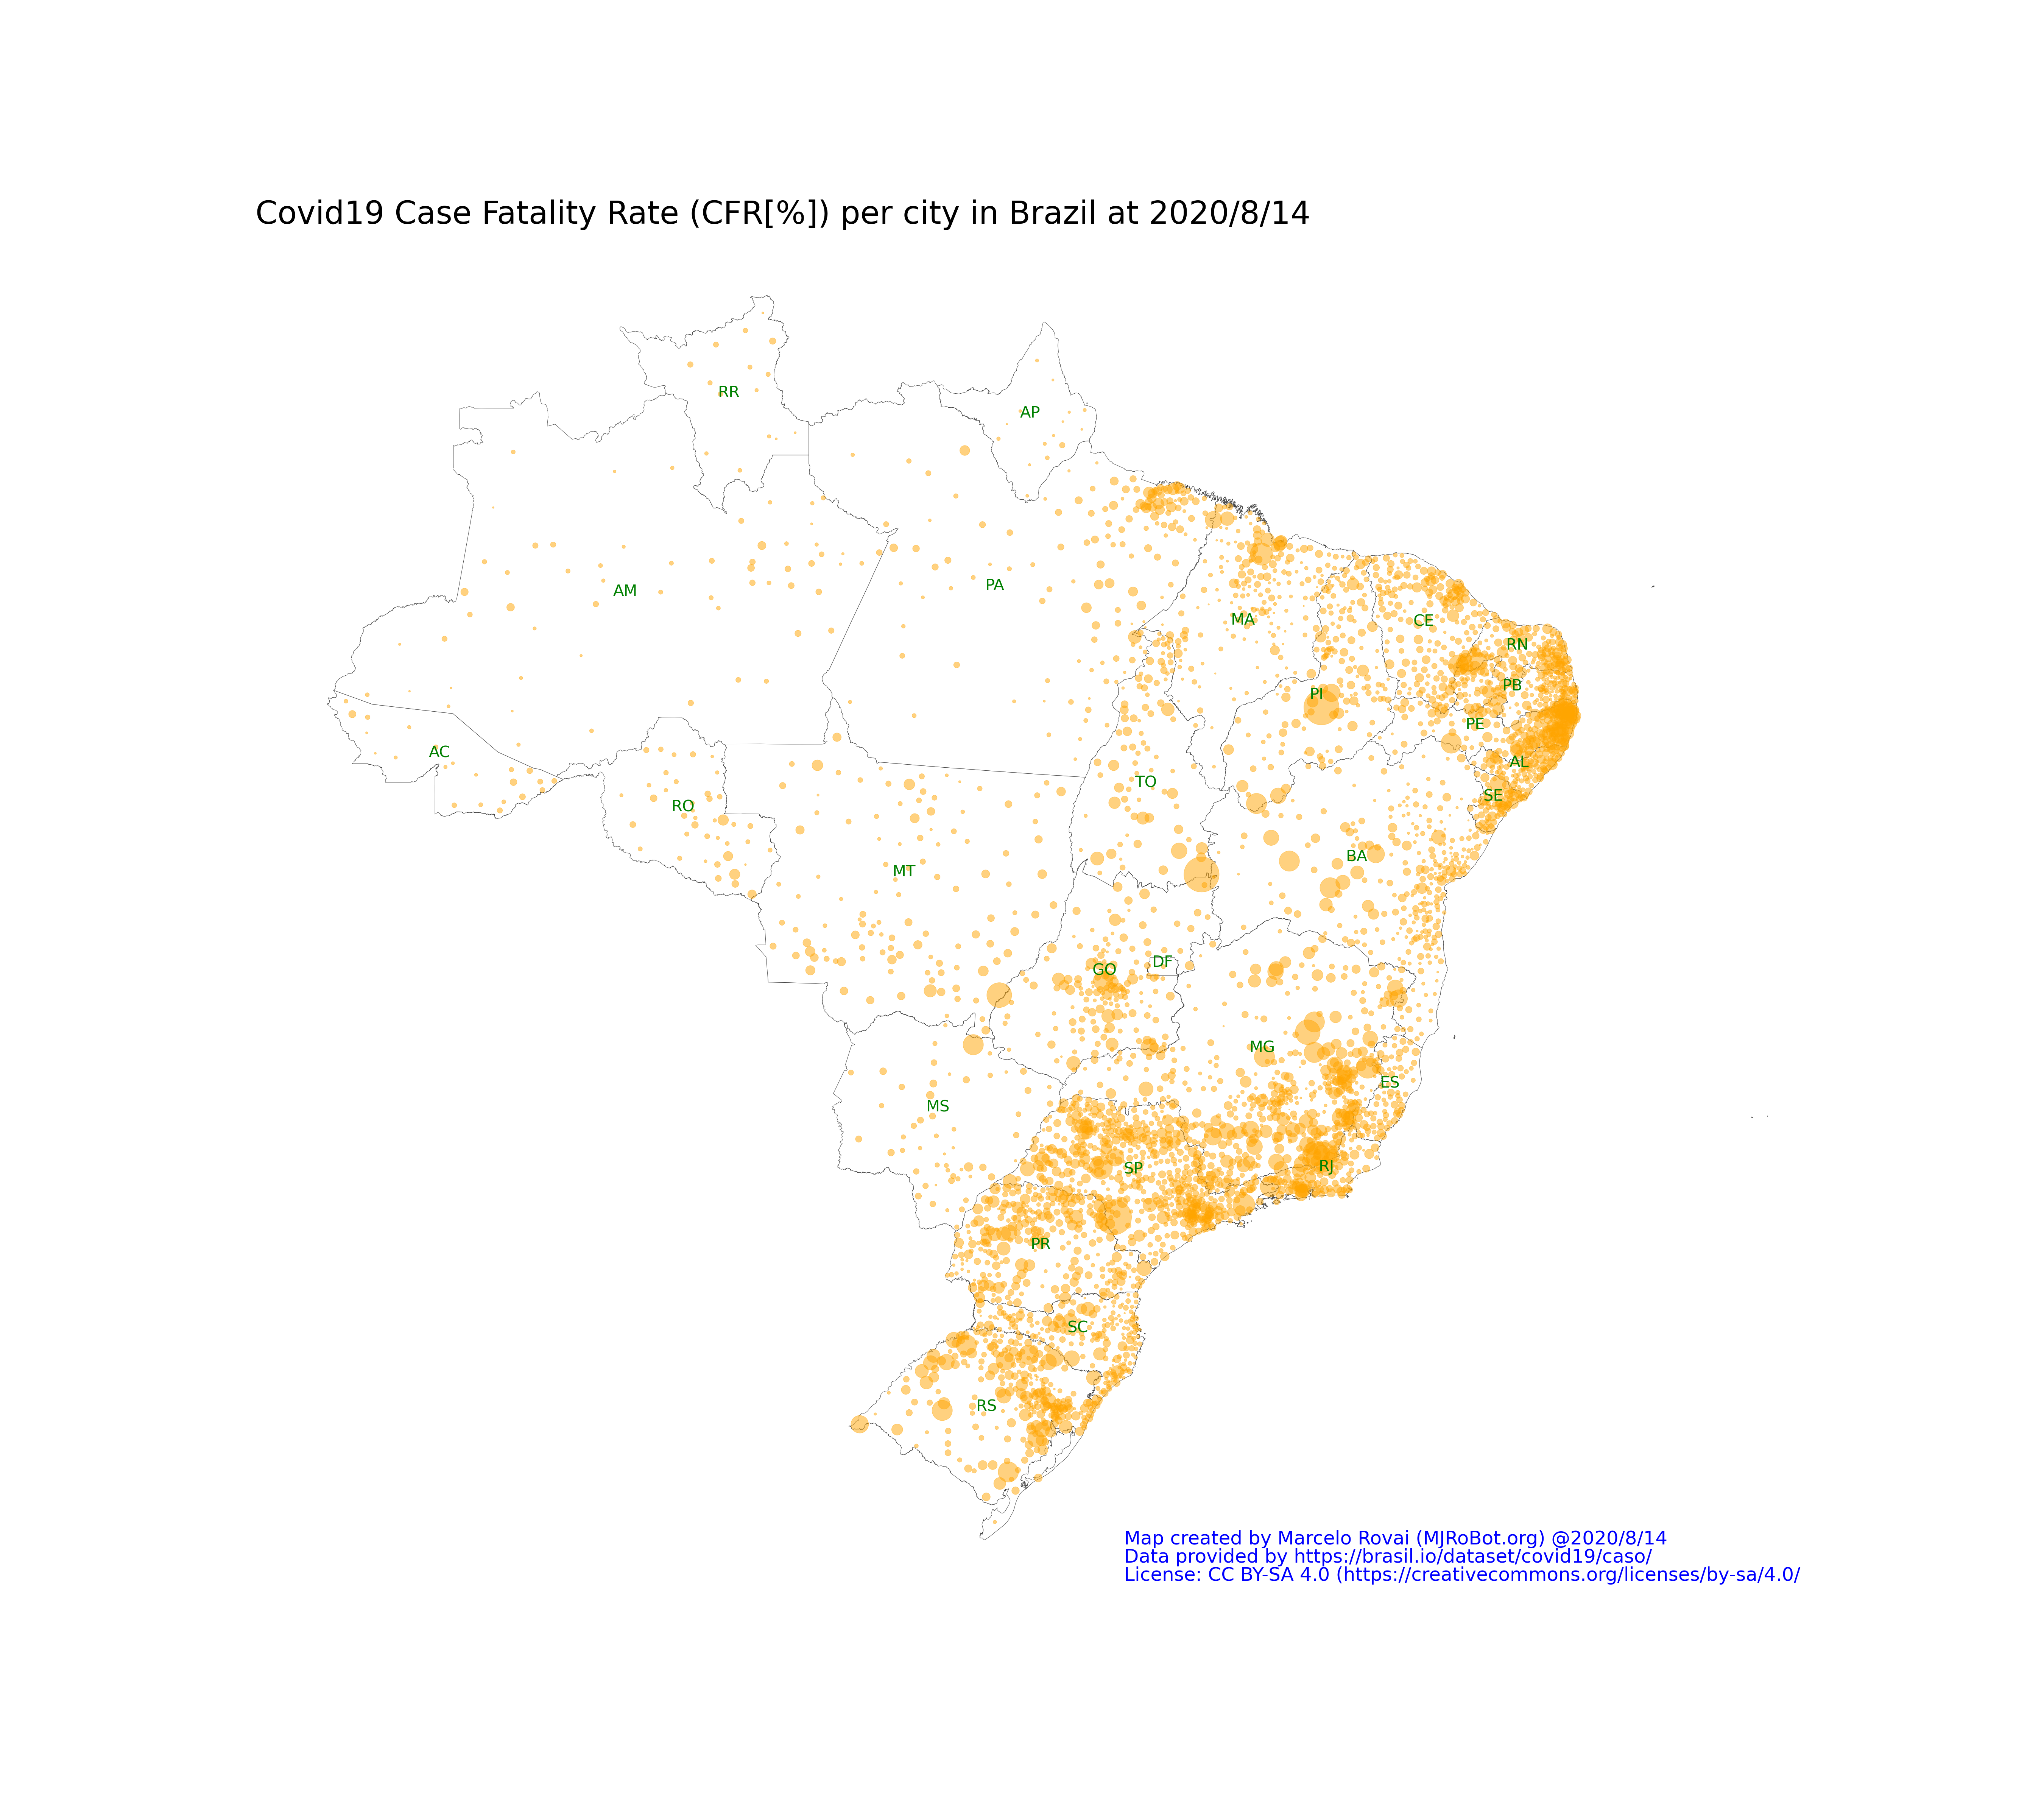 Covid19 Case Fatality Rate (CFR[%]) per city in Brazil at 2020/8/14
RR
AP
AM
PA
MA
CE
RN
PB
PI
PE
AC
AL
TO
SE
RO
BA
MT
DF
GO
MG
ES
MS
RJ
SP
PR
SC
RS
Map created by Marcelo Rovai (MJRoBot.org) @2020/8/14
Data provided by https://brasil.io/dataset/covid19/caso/
License: CC BY-SA 4.0 (https://creativecommons.org/licenses/by-sa/4.0/